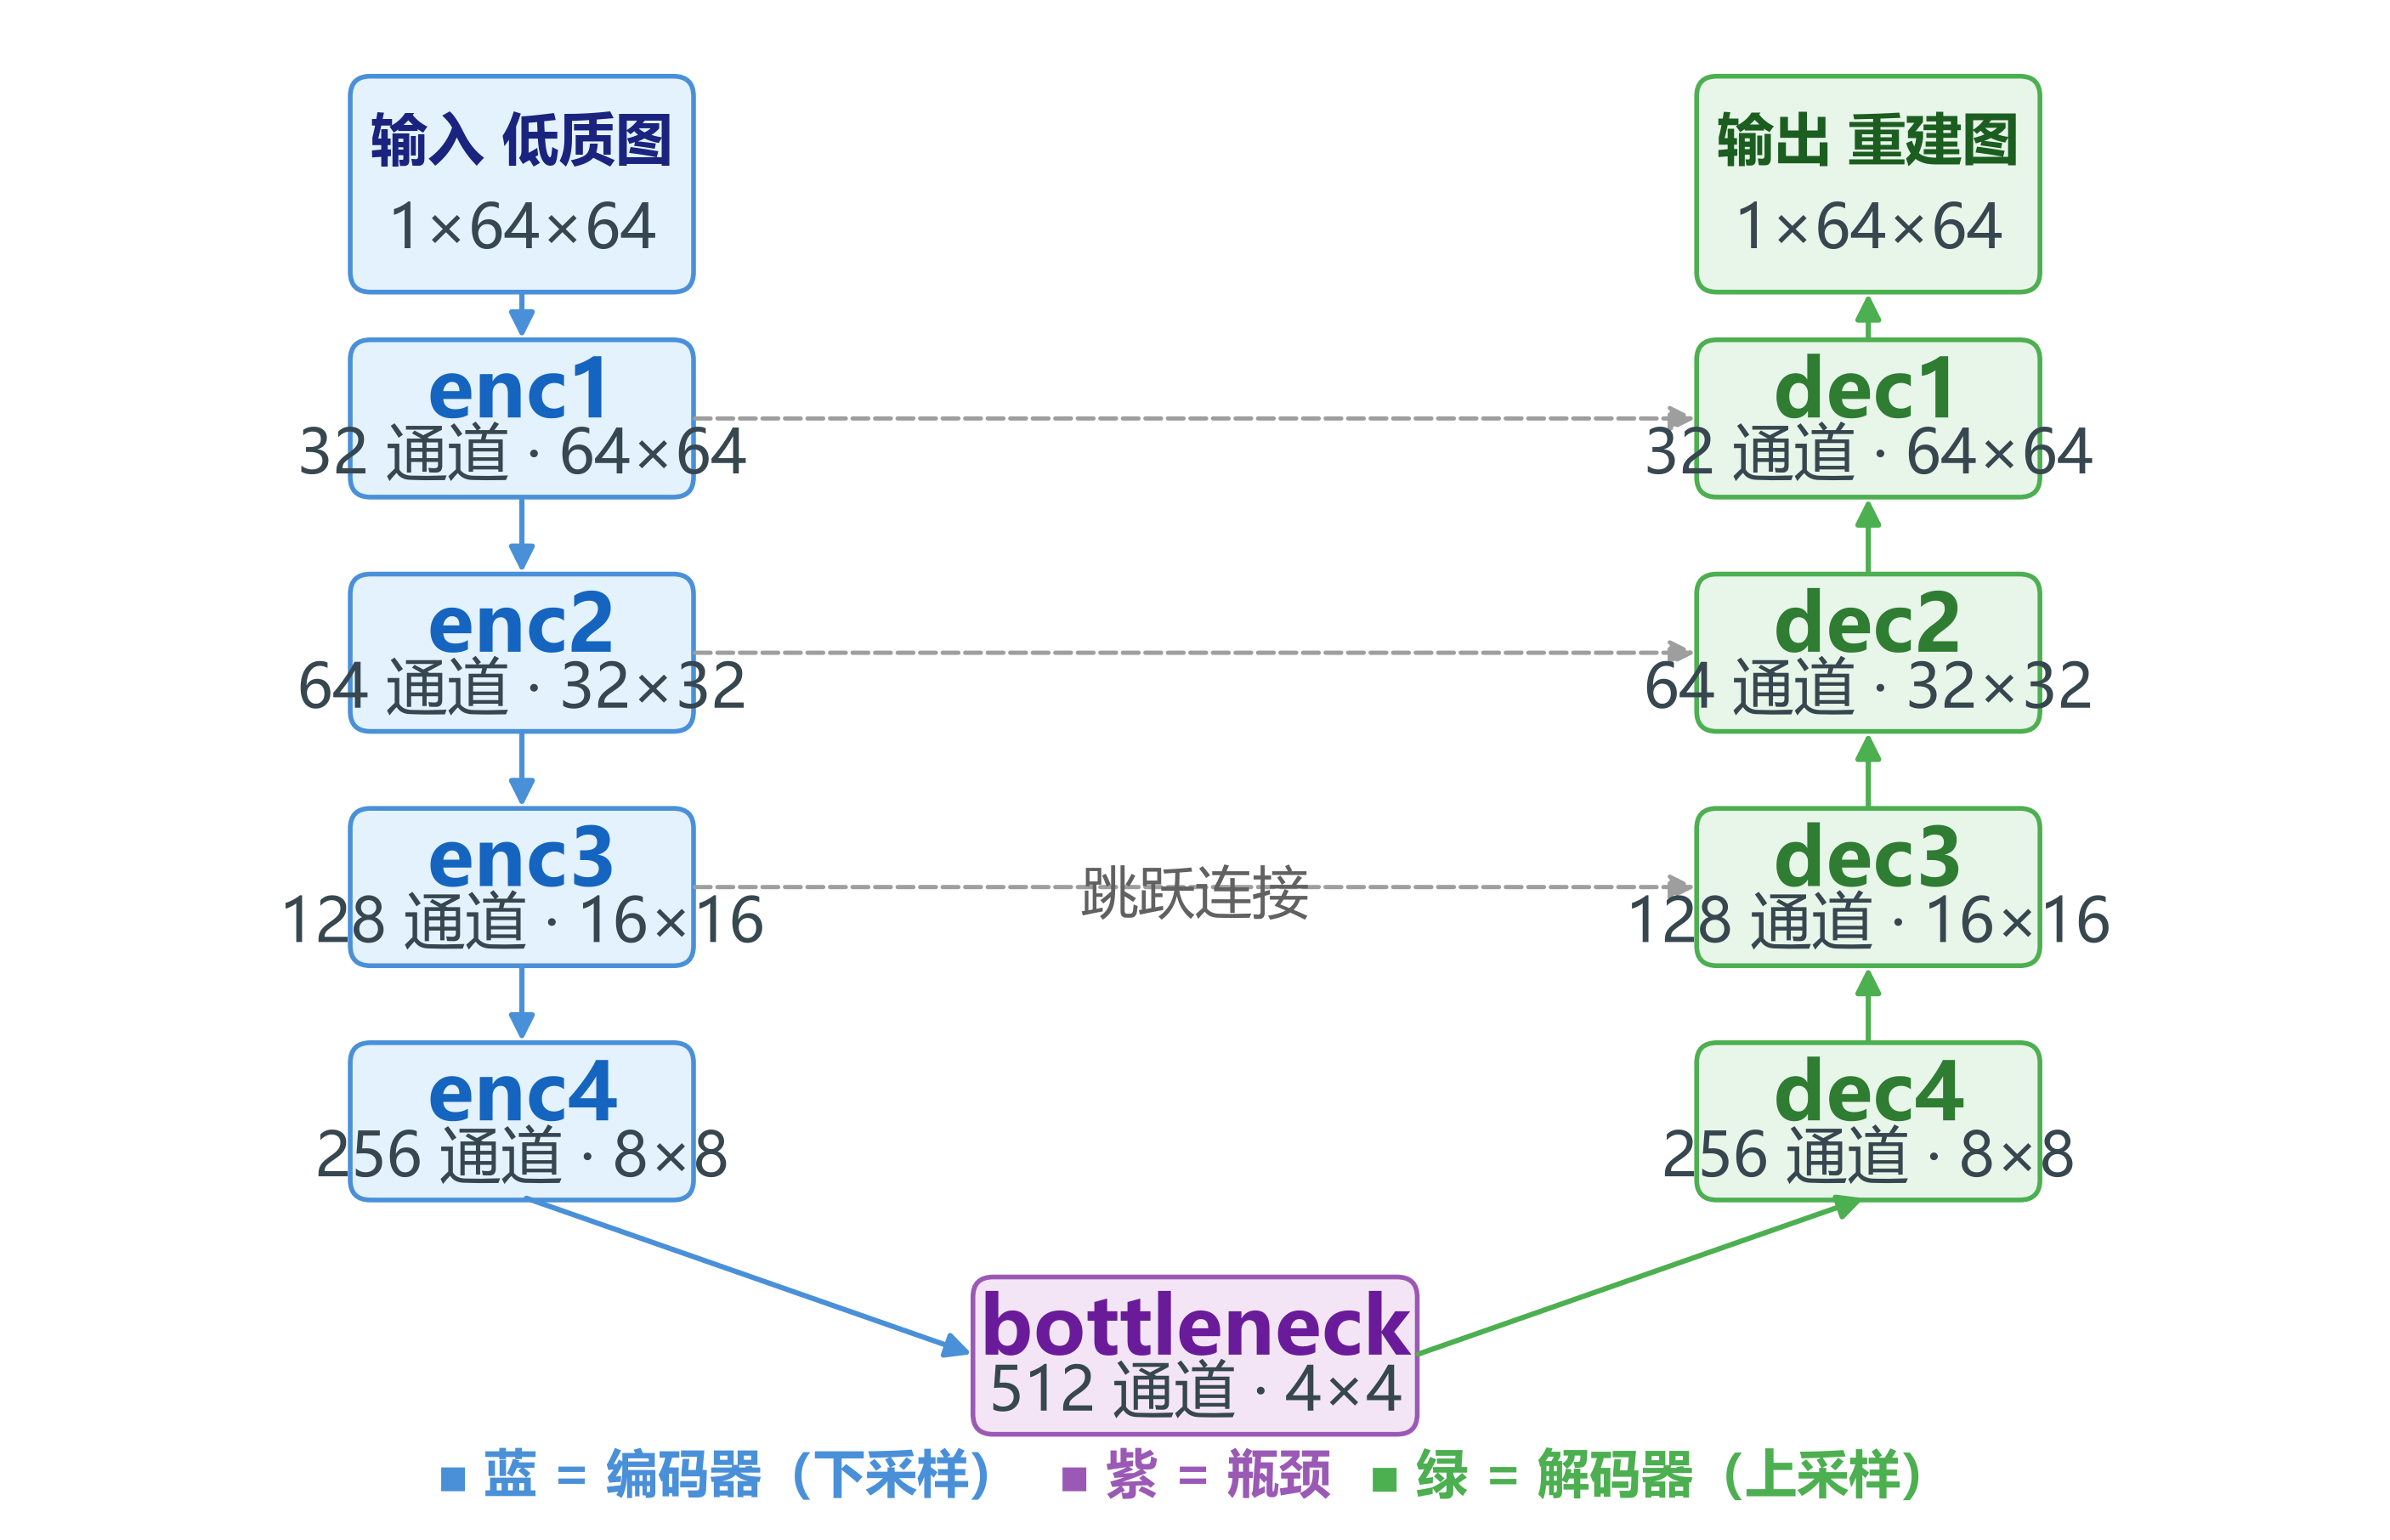 输入 低质图
1×64×64
输出 重建图
1×64×64
enc1
32 通道 · 64×64
dec1
32 通道 · 64×64
enc2
64 通道 · 32×32
dec2
64 通道 · 32×32
enc3
128 通道 · 16×16
跳跃连接
dec3
128 通道 · 16×16
enc4
256 通道 · 8×8
dec4
256 通道 · 8×8
bottleneck
512 通道 · 4×4
■ 蓝 = 编码器 (下采样) ■ 紫 = 瓶颈 ■ 绿 = 解码器 (上采样)